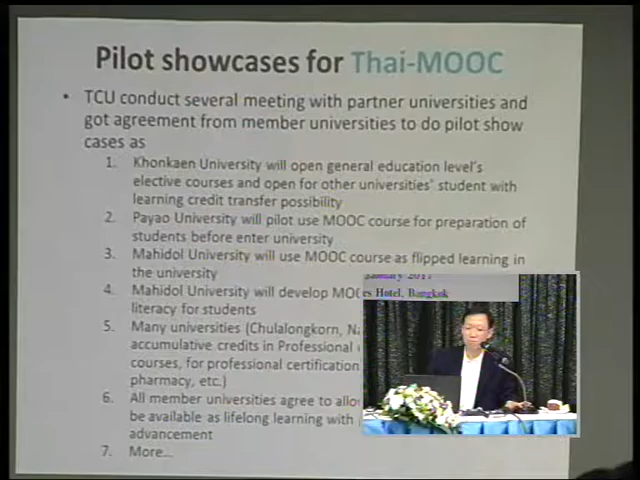 Pilot showcases for Thai-MOOC
• TCU conduct several meeting with partner universities and
got agreement from member universities to do pilot show
cases as
1. Khonkaen University will open general education level's
elective courses and open for other universities' student with
learning credit transfer possibility
2. Payao University will pilot use MOOC course for preparation of
students before enter university
3. Mahidol University will use MOOC course as flipped learning in
the university
4. Mahidol University will develop
literacy for students
5. Many universities (Chulalongkorn,
accumulative credits in Professional
courses, for professional certification
pharmacy, etc.)
6. All member universities agree to
be available as lifelong learning with
advancement
7. More...
Hotel, Bangkok